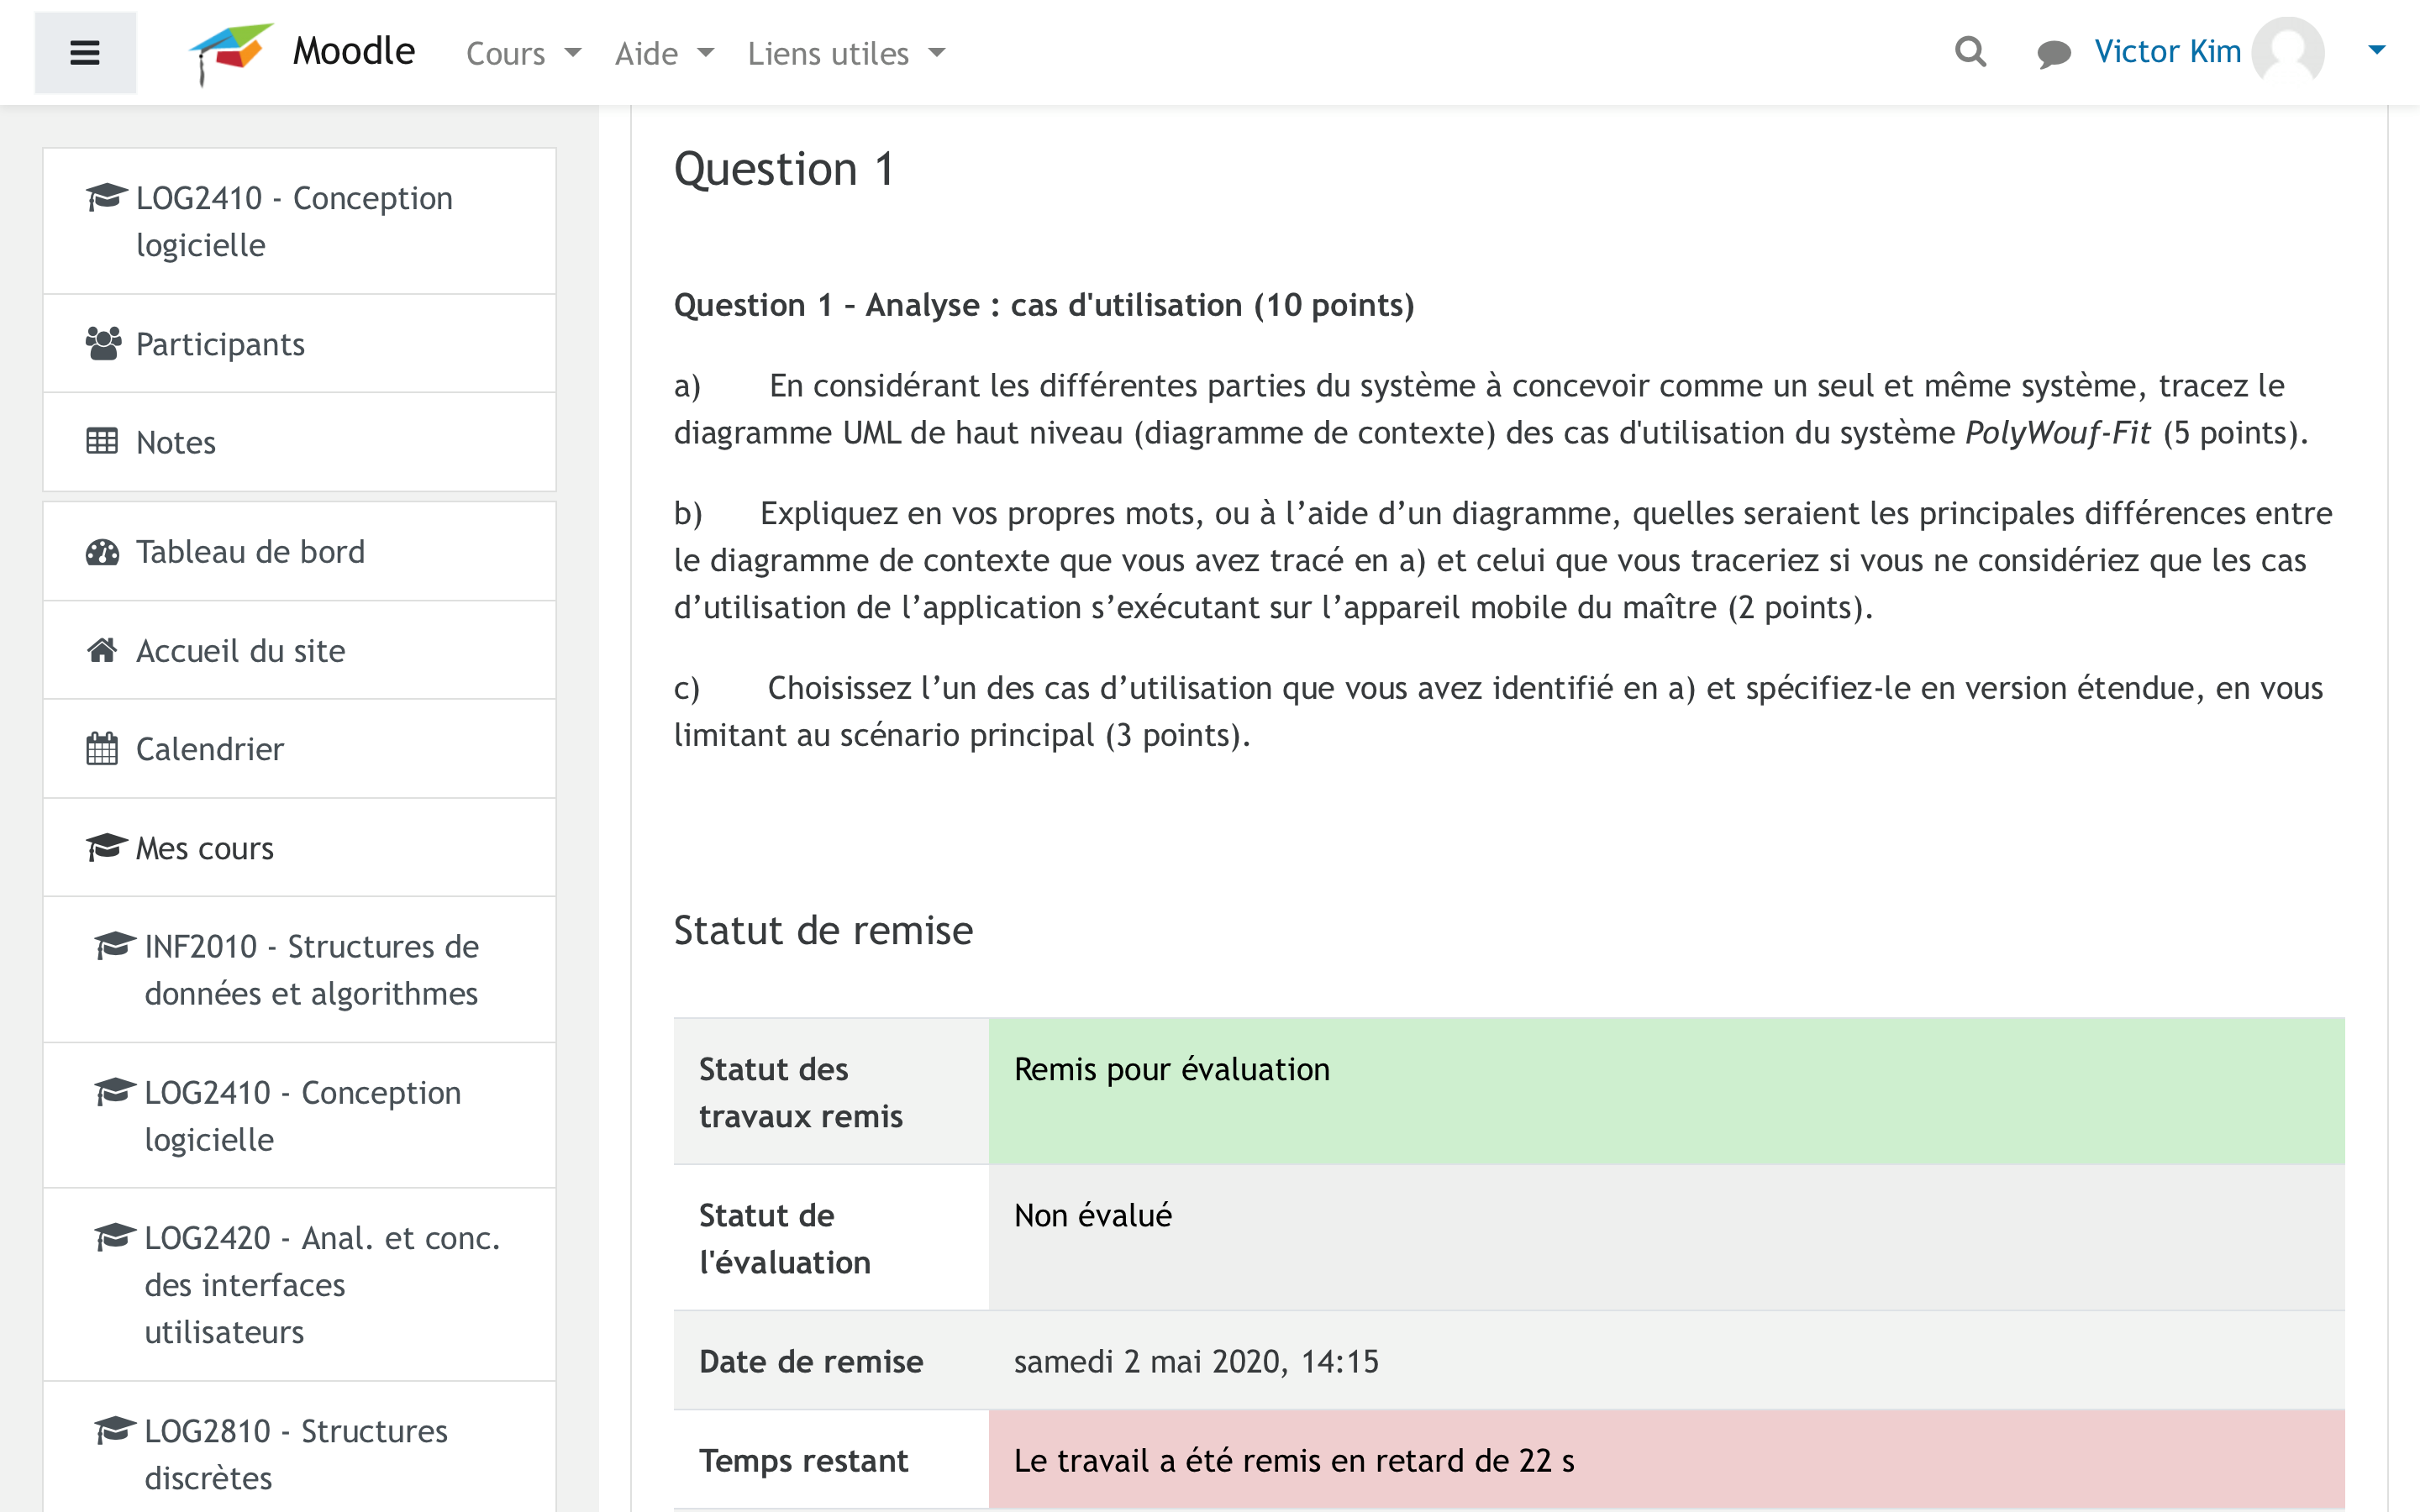 Moodle
Cours
Aide
Liens utiles
Victor Kim
LOG2410 - Conception
logicielle
Participants
Notes
Tableau de bord
Accueil du site
Calendrier
Mes cours
INF2010 - Structures de
données et algorithmes
LOG2410 - Conception
logicielle
LOG2420 - Anal. et conc.
des interfaces
utilisateurs
LOG2810 - Structures
discrètes
Question 1
Question 1 – Analyse : cas d'utilisation (10 points)
a) En considérant les différentes parties du système à concevoir comme un seul et même système, tracez le
diagramme UML de haut niveau (diagramme de contexte) des cas d'utilisation du système PolyWouf-Fit (5 points).
b) Expliquez en vos propres mots, ou à l’aide d’un diagramme, quelles seraient les principales différences entre
le diagramme de contexte que vous avez tracé en a) et celui que vous traceriez si vous ne considériez que les cas
d’utilisation de l’application s’exécutant sur l’appareil mobile du maître (2 points).
c) Choisissez l’un des cas d’utilisation que vous avez identifié en a) et spécifiez-le en version étendue, en vous
limitant au scénario principal (3 points).
Statut de remise
Statut des
travaux remis
Remis pour évaluation
Statut de
l'évaluation
Non évalué
Date de remise
samedi 2 mai 2020, 14:15
Temps restant
Le travail a été remis en retard de 22 s